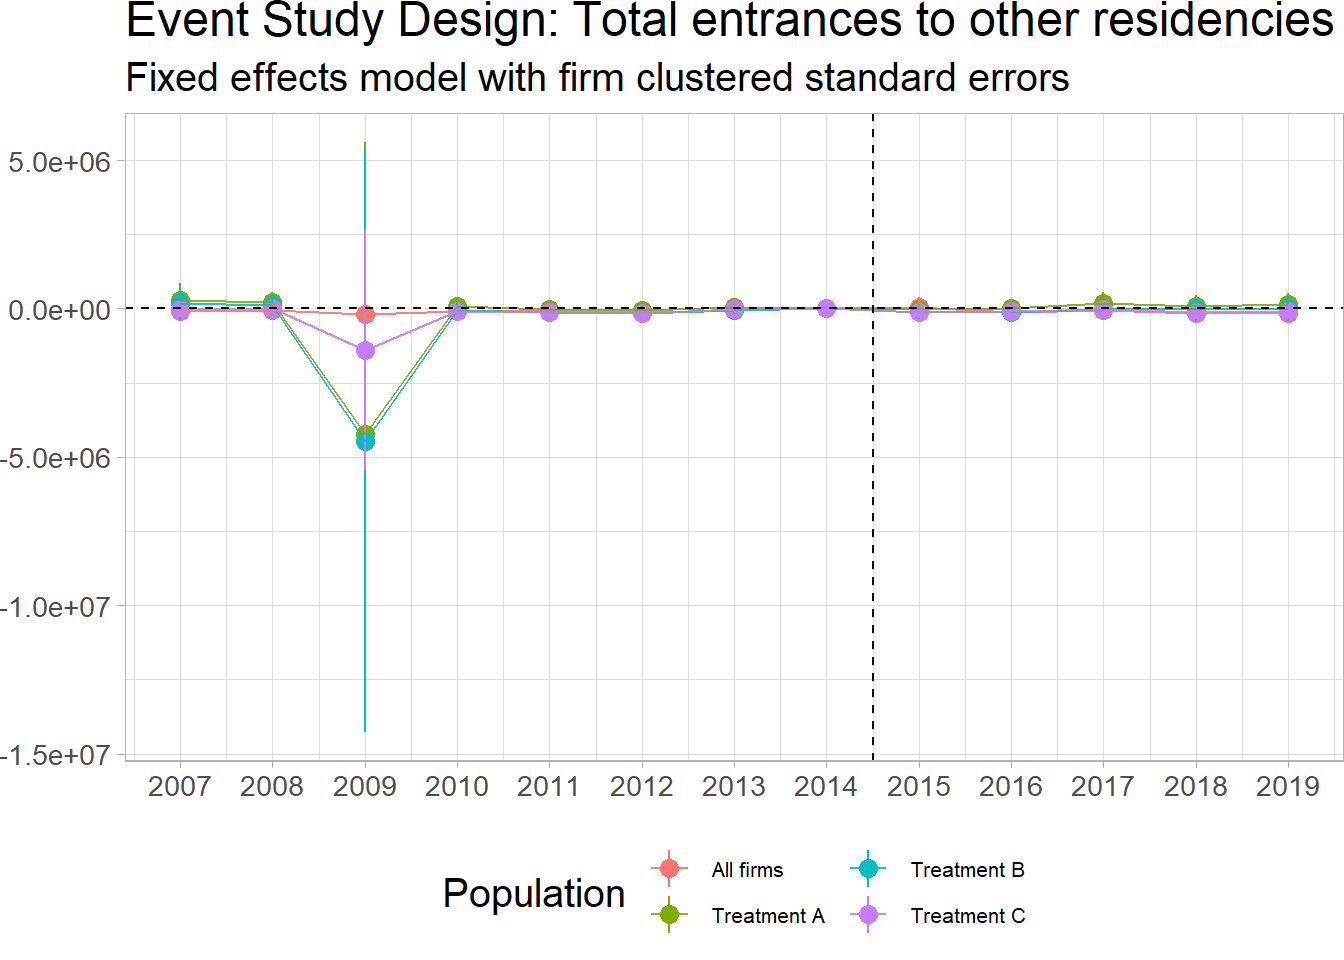 Event Study Design: Total entrances to other residencies
Fixed effects model with firm clustered standard errors
5.0e+06
0.0e+00
-5.0e+06
-1.0e+07
-1.5e+07
2007 2008 2009 2010 2011 2012 2013 2014 2015 2016 2017 2018 2019
Population
All firms
Treatment A
Treatment B
Treatment C